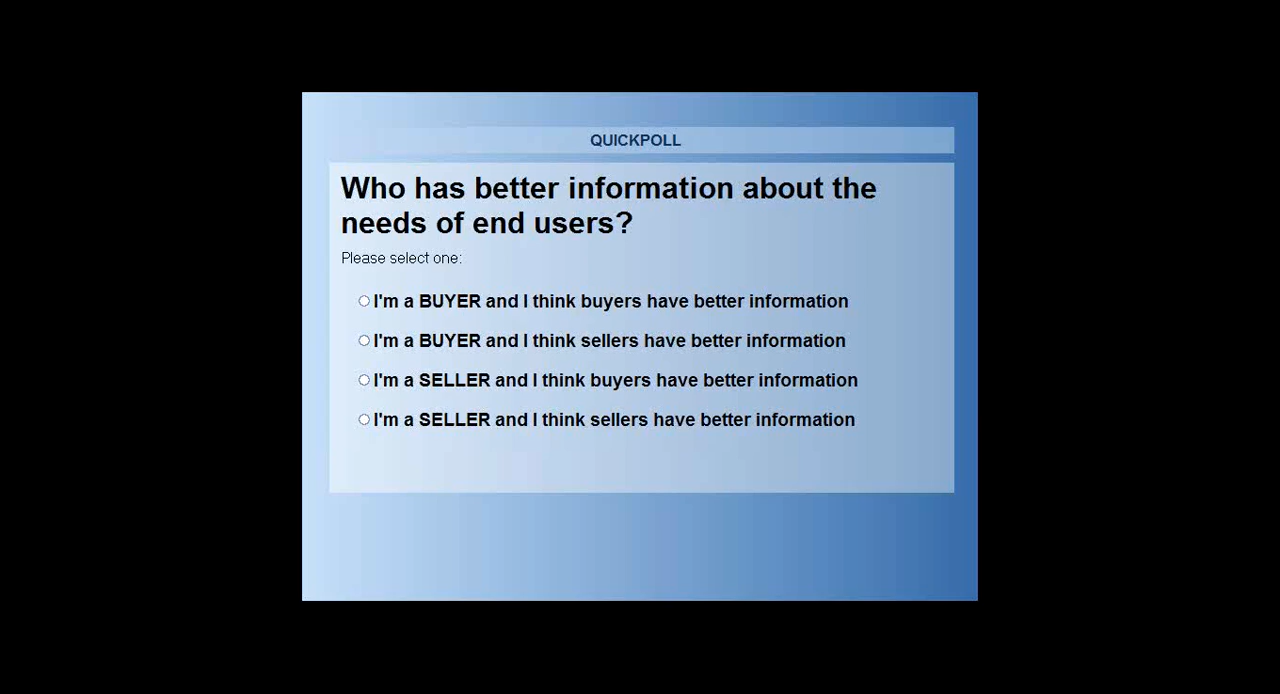 QUICKPOLL
Who has better information about the
needs of end users?
Please select one:
I'm a BUYER and I think buyers have better information
I'm a BUYER and I think sellers have better information
I'm a SELLER and I think buyers have better information
I'm a SELLER and I think sellers have better information